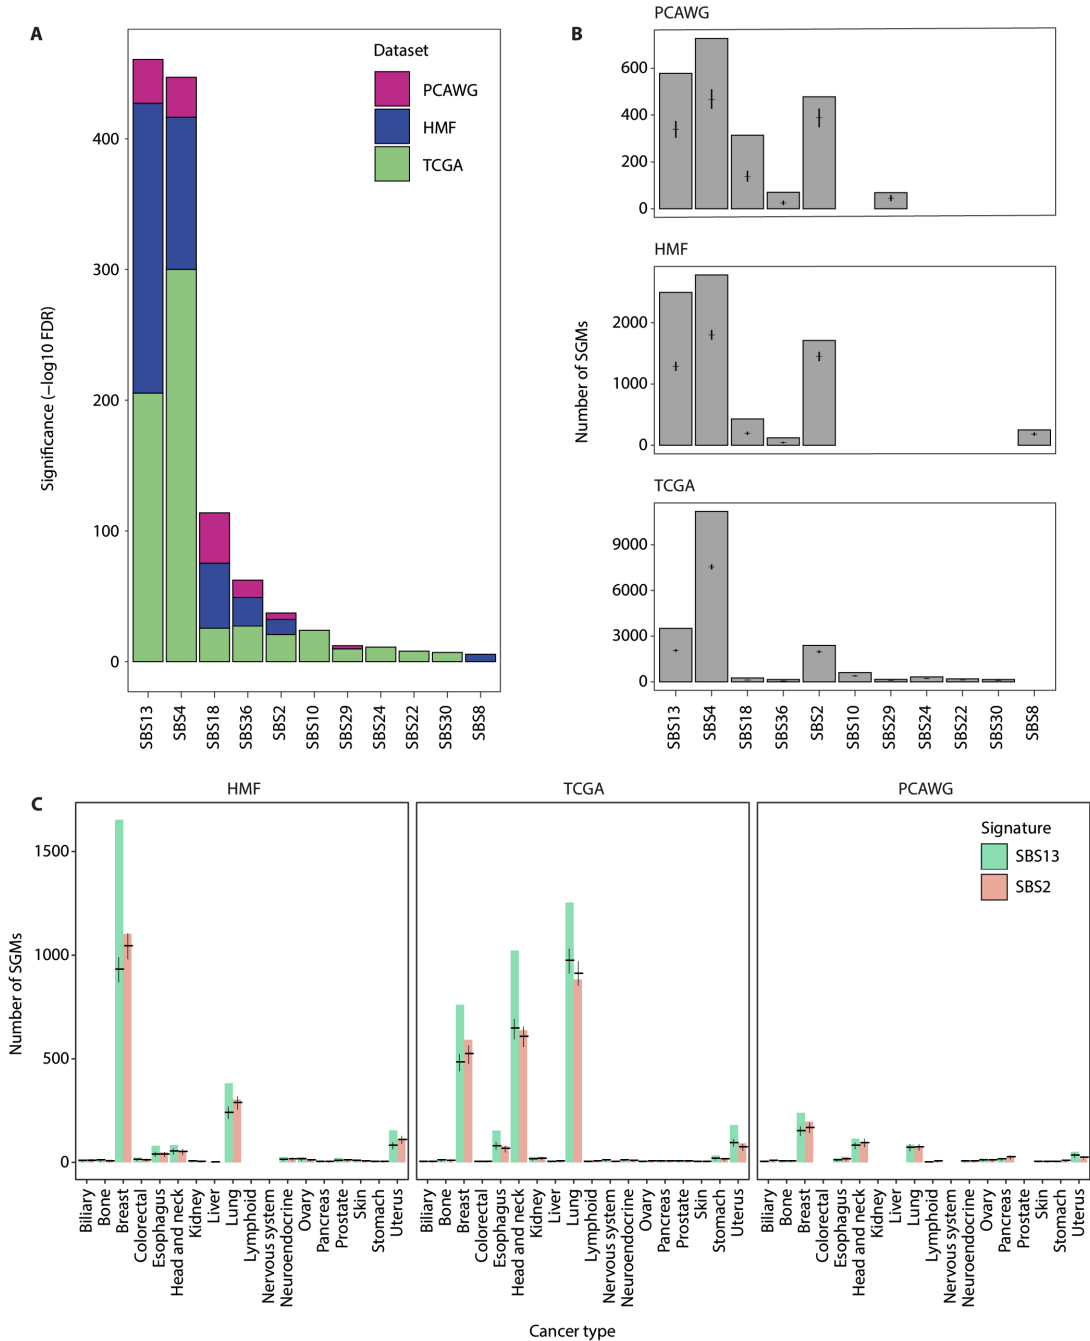 A
Dataset
PCAWG
HMF
TCGA
Significance (−log10 FDR)
400
300
200
100
0
SBS13
SBS4
SBS18
SBS36
SBS2
SBS10
SBS29
SBS24
SBS22
SBS30
SBS8
B
PCAWG
600
400
200
0
HMF
Number of SGMs
2000
1000
0
TCGA
9000
6000
3000
0
SBS13
SBS4
SBS18
SBS36
SBS2
SBS10
SBS29
SBS24
SBS22
SBS30
SBS8
C
HMF
TCGA
PCAWG
Signature
SBS13
SBS2
Number of SGMs
1500
1000
500
0
Biliary
Bone
Breast
Colorectal
Esophagus
Head and neck
Kidney
Liver
Lung
Lymphoid
Nervous system
Neuroendocrine
Ovary
Pancreas
Prostate
Skin
Stomach
Uterus
Biliary
Bone
Breast
Colorectal
Esophagus
Head and neck
Kidney
Liver
Lung
Lymphoid
Nervous system
Neuroendocrine
Ovary
Pancreas
Prostate
Skin
Stomach
Uterus
Biliary
Bone
Breast
Colorectal
Esophagus
Head and neck
Kidney
Liver
Lung
Lymphoid
Nervous system
Neuroendocrine
Ovary
Pancreas
Prostate
Skin
Stomach
Uterus
Cancer type